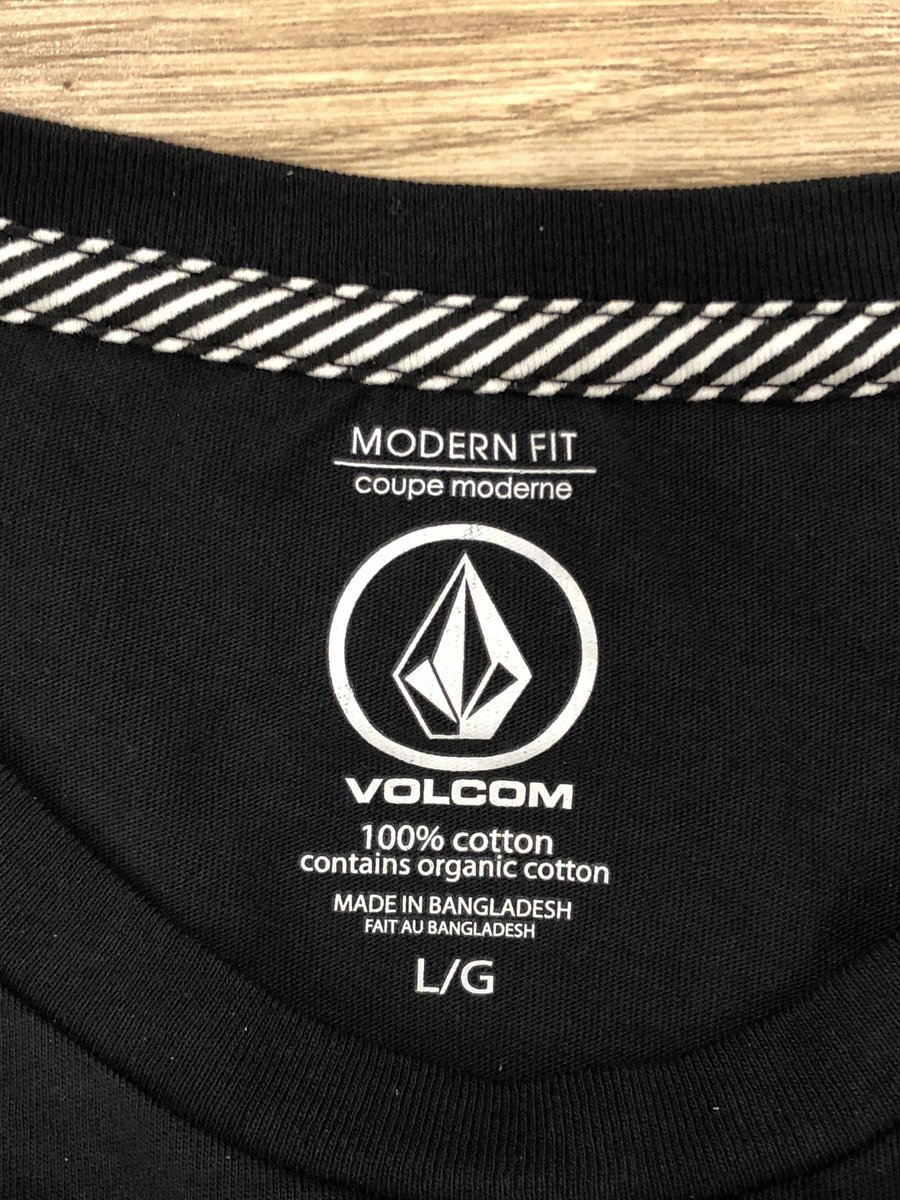 MODERN FIT
coupe moderne
VOLCOM
100% cotton
contains organic cotton
MADE IN BANGLADESH
FAIT AU BANGLADESH
L/G